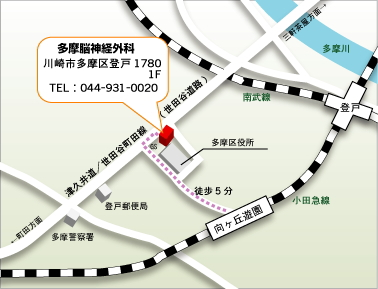 多摩脳神経外科
川崎市多摩区登戸 1780
1F
TEL：044-931-0020
三軒茶屋方面→
多摩川
（世田谷道路）
南武線
登戸
多摩区役所
津久井道／世田谷町田線
徒歩 5 分
小田急線
登戸郵便局
向ヶ丘遊園
←町田方面
多摩警察署